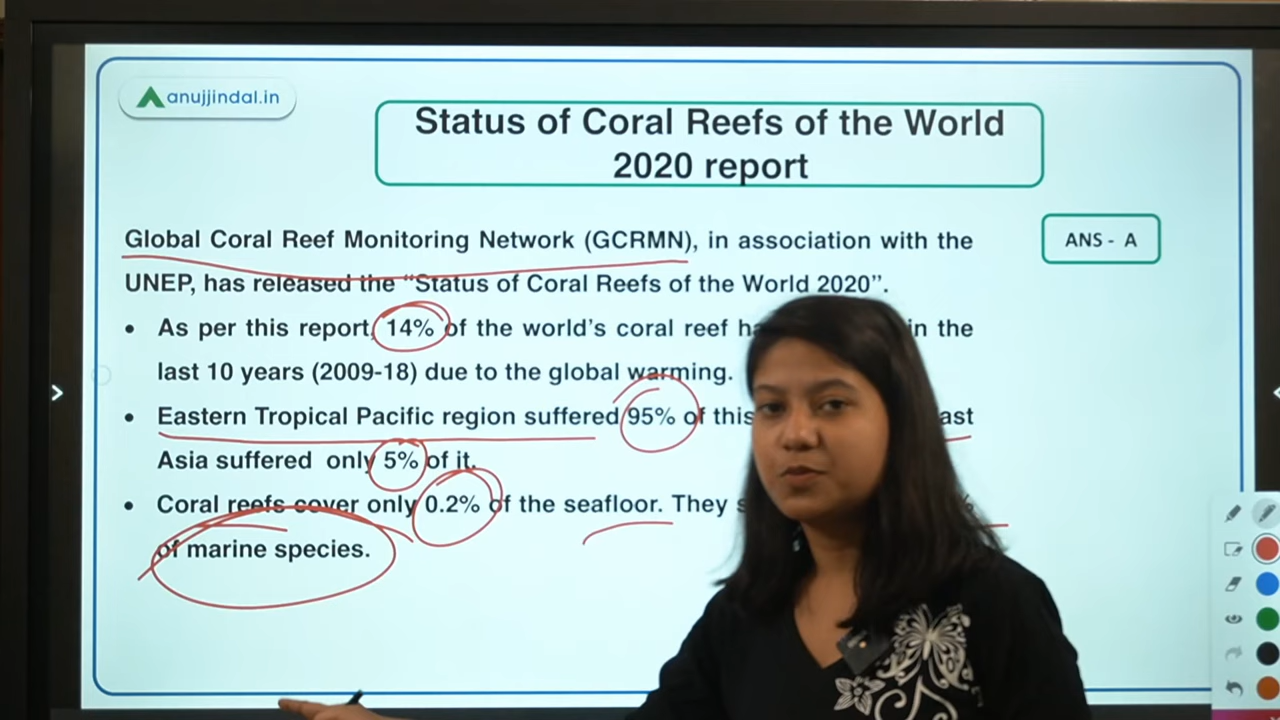 anujjindal.in
Status of Coral Reefs of the World
2020 report
Global Coral Reef Monitoring Network (GCRMN), in association with the
ANS - A
UNEP, has released the “Status of Coral Reefs of the World 2020”.
• As per this report, 14% of the world’s coral reef in the
last 10 years (2009-18) due to the global warming.
• Eastern Tropical Pacific region suffered 95% of this
Asia suffered only 5% of it.
• Coral reefs cover only 0.2% of the seafloor. They
of marine species.